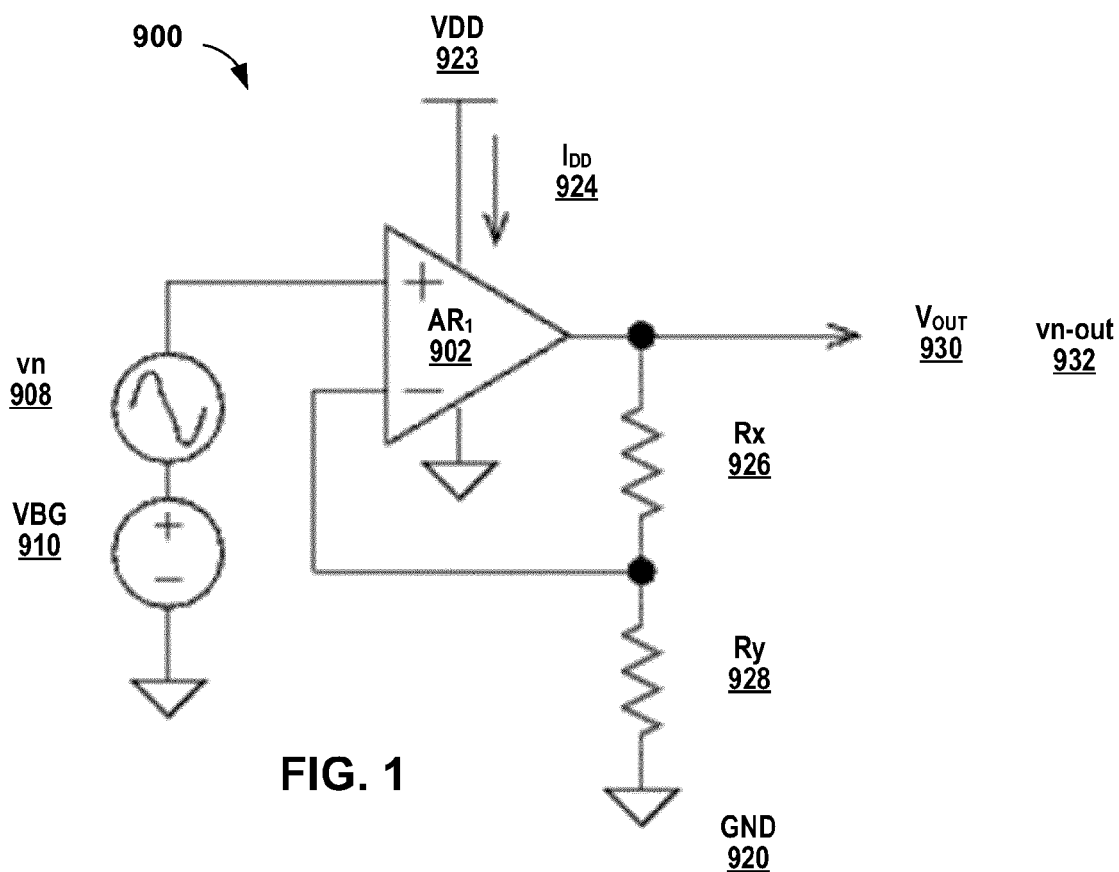 900
VDD
923
IDD
924
+
AR1
902
−
vn
908
VOUT
930
vn-out
932
Rx
926
VBG
910
+
−
Ry
928
FIG. 1
GND
920